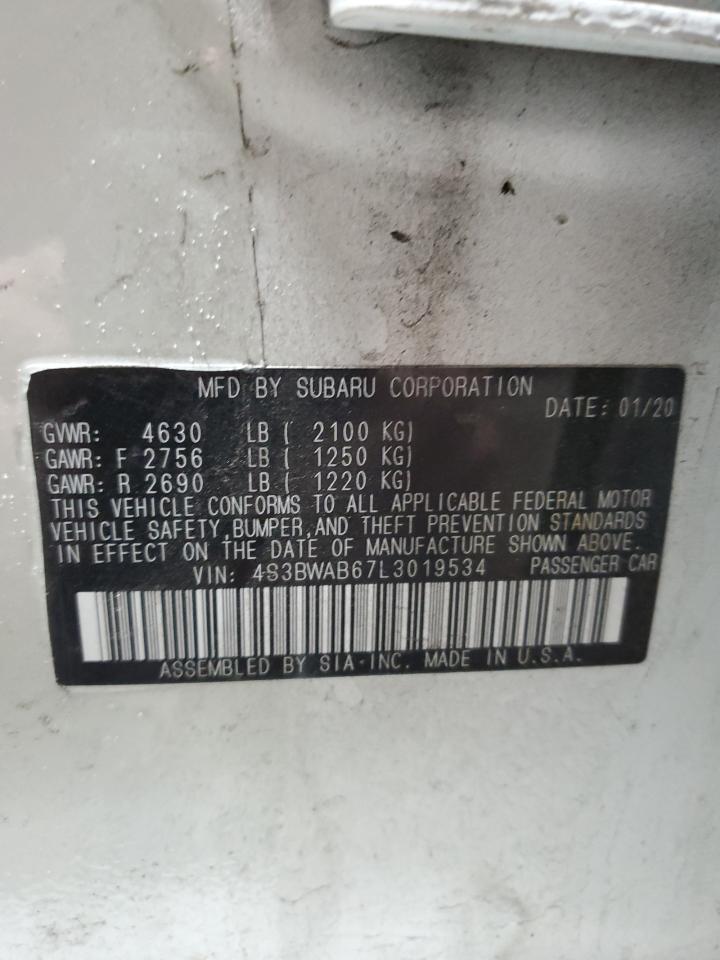 MFD BY SUBARU CORPORATION
DATE: 01/20
GVWR: 4630 LB ( 2100 KG)
GAWR: F 2756 LB ( 1250 KG)
GAWR: R 2690 LB ( 1220 KG)
THIS VEHICLE CONFORMS TO ALL APPLICABLE FEDERAL MOTOR
VEHICLE SAFETY,BUMPER,AND THEFT PREVENTION STANDARDS
IN EFFECT ON THE DATE OF MANUFACTURE SHOWN ABOVE.
VIN: 4S3BWAB67L3019534 PASSENGER CAR
ASSEMBLED BY SIA·INC. MADE IN U.S.A.